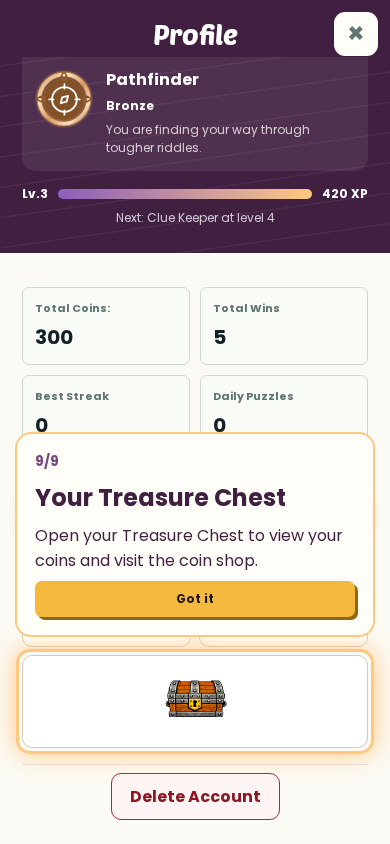 Profile
✖
Pathfinder
Bronze
You are finding your way through
tougher riddles.
Lv.3
420 XP
Next: Clue Keeper at level 4
Total Coins:
Total Wins
300
5
Best Streak
Daily Puzzles
0
0
9/9
Your Treasure Chest
Open your Treasure Chest to view your
coins and visit the coin shop.
Got it
Delete Account